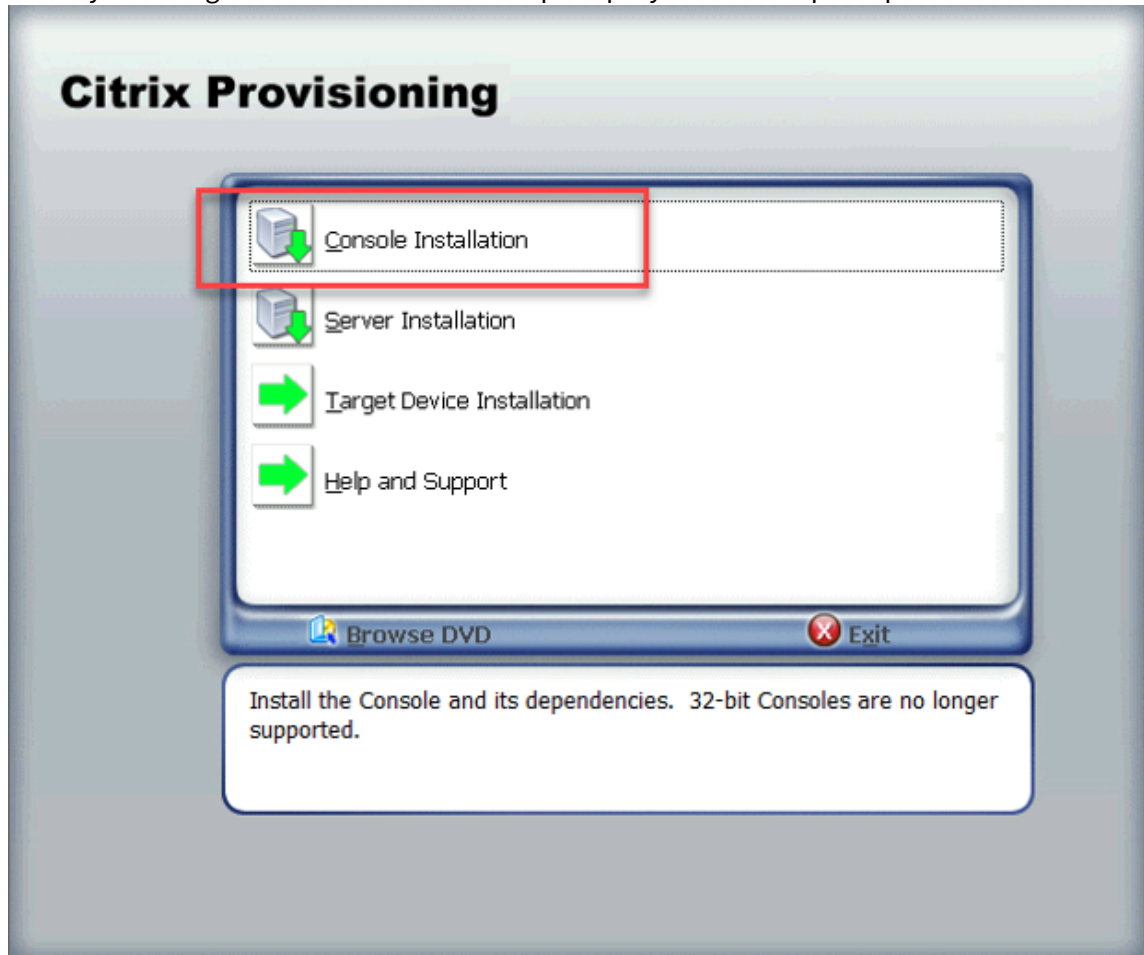 Citrix Provisioning
Console Installation
Server Installation
Target Device Installation
Help and Support
Browse DVD
Exit
Install the Console and its dependencies. 32-bit Consoles are no longer
supported.